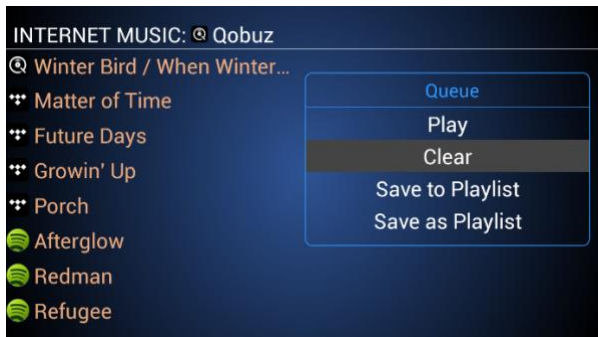 INTERNET MUSIC: Qobuz
Winter Bird / When Winter...
Matter of Time
Future Days
Growin' Up
Porch
Afterglow
Redman
Refugee
Queue
Play
Clear
Save to Playlist
Save as Playlist